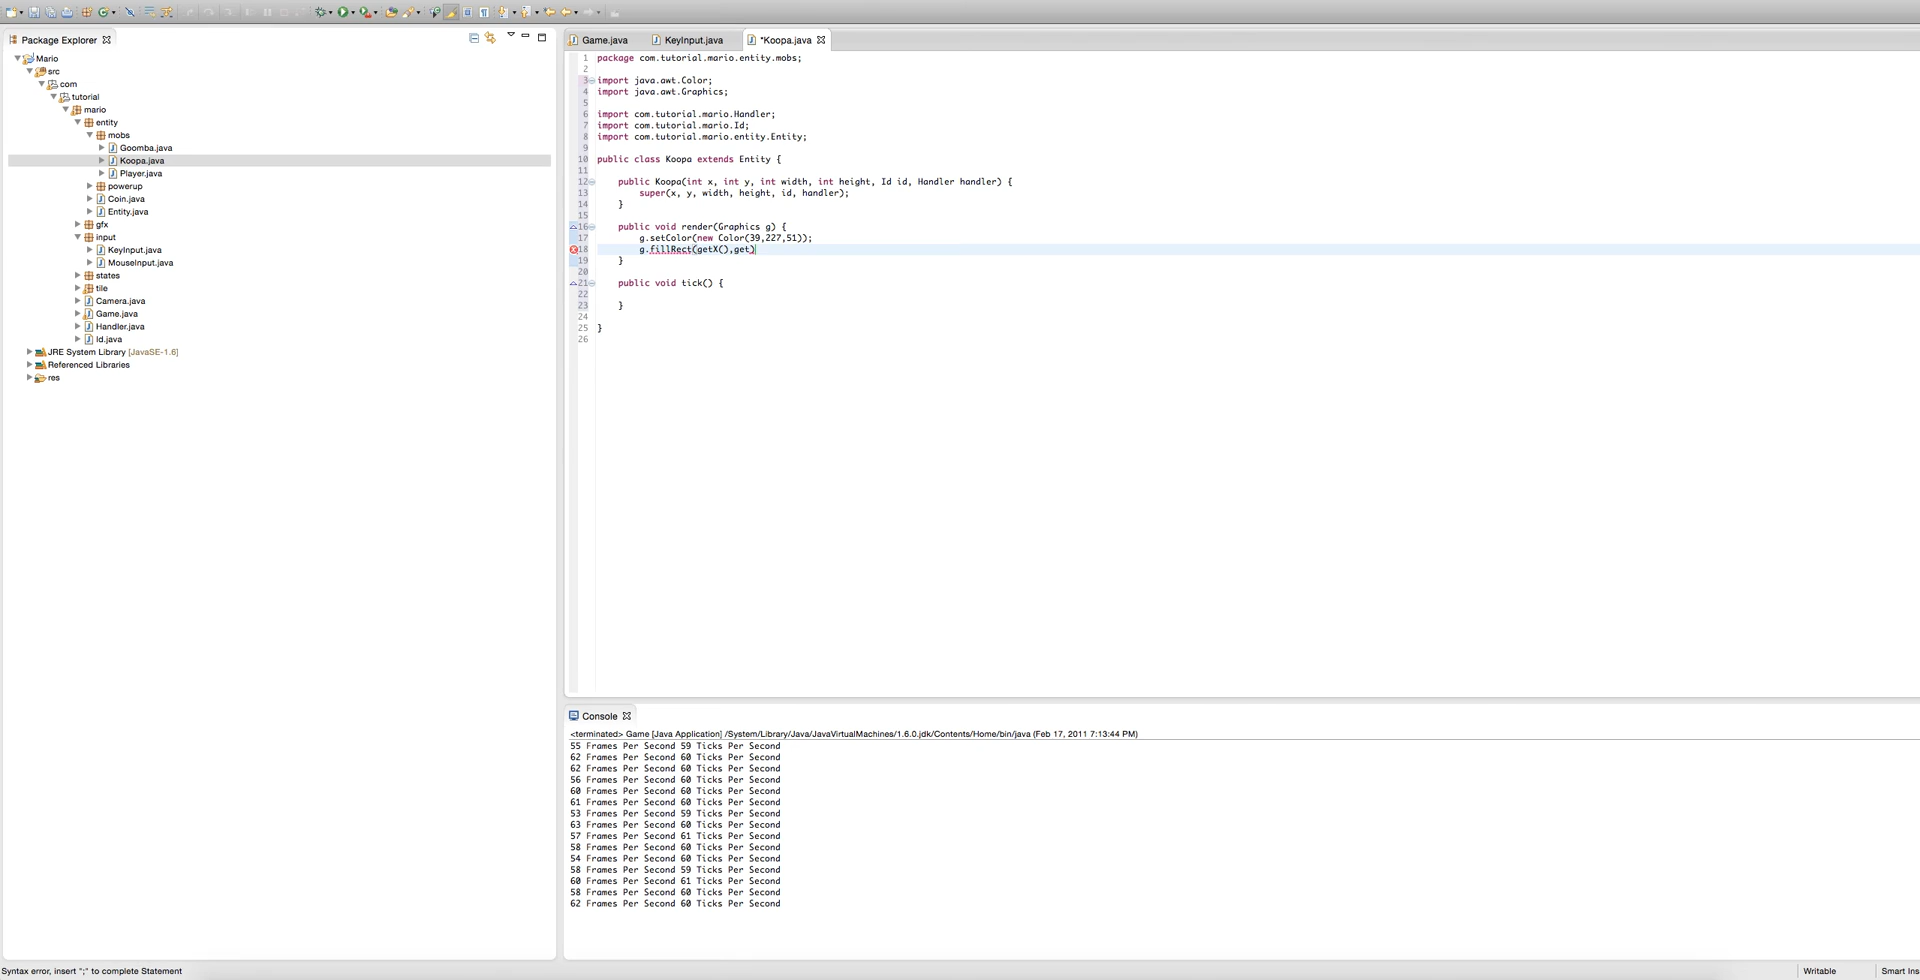 Package Explorer
Mario
src
com
tutorial
mario
entity
mobs
Goomba.java
Koopa.java
Player.java
powerup
Coin.java
Entity.java
gfx
input
KeyInput.java
MouseInput.java
states
tile
Camera.java
Game.java
Handler.java
Id.java
JRE System Library [JavaSE-1.6]
Referenced Libraries
res
Game.java KeyInput.java *Koopa.java
1 package com.tutorial.mario.entity.mobs;
2
3 import java.awt.Color;
4 import java.awt.Graphics;
5
6 import com.tutorial.mario.Handler;
7 import com.tutorial.mario.Id;
8 import com.tutorial.mario.entity.Entity;
9
10 public class Koopa extends Entity {
11
12 public Koopa(int x, int y, int width, int height, Id id, Handler handler) {
13 super(x, y, width, height, id, handler);
14 }
15
16 public void render(Graphics g) {
17 g.setColor(new Color(39,227,51));
18 g.fillRect(getX(),get)
19 }
20
21 public void tick() {
22
23 }
24
25 }
26
Console
<terminated> Game [Java Application] /System/Library/Java/JavaVirtualMachines/1.6.0.jdk/Contents/Home/bin/java (Feb 17, 2011 7:13:44 PM)
55 Frames Per Second 59 Ticks Per Second
62 Frames Per Second 60 Ticks Per Second
62 Frames Per Second 60 Ticks Per Second
56 Frames Per Second 60 Ticks Per Second
60 Frames Per Second 60 Ticks Per Second
61 Frames Per Second 60 Ticks Per Second
53 Frames Per Second 59 Ticks Per Second
63 Frames Per Second 60 Ticks Per Second
57 Frames Per Second 61 Ticks Per Second
58 Frames Per Second 60 Ticks Per Second
54 Frames Per Second 60 Ticks Per Second
58 Frames Per Second 59 Ticks Per Second
60 Frames Per Second 61 Ticks Per Second
58 Frames Per Second 60 Ticks Per Second
62 Frames Per Second 60 Ticks Per Second
Syntax error, insert ";" to complete Statement
Writable
Smart Ins